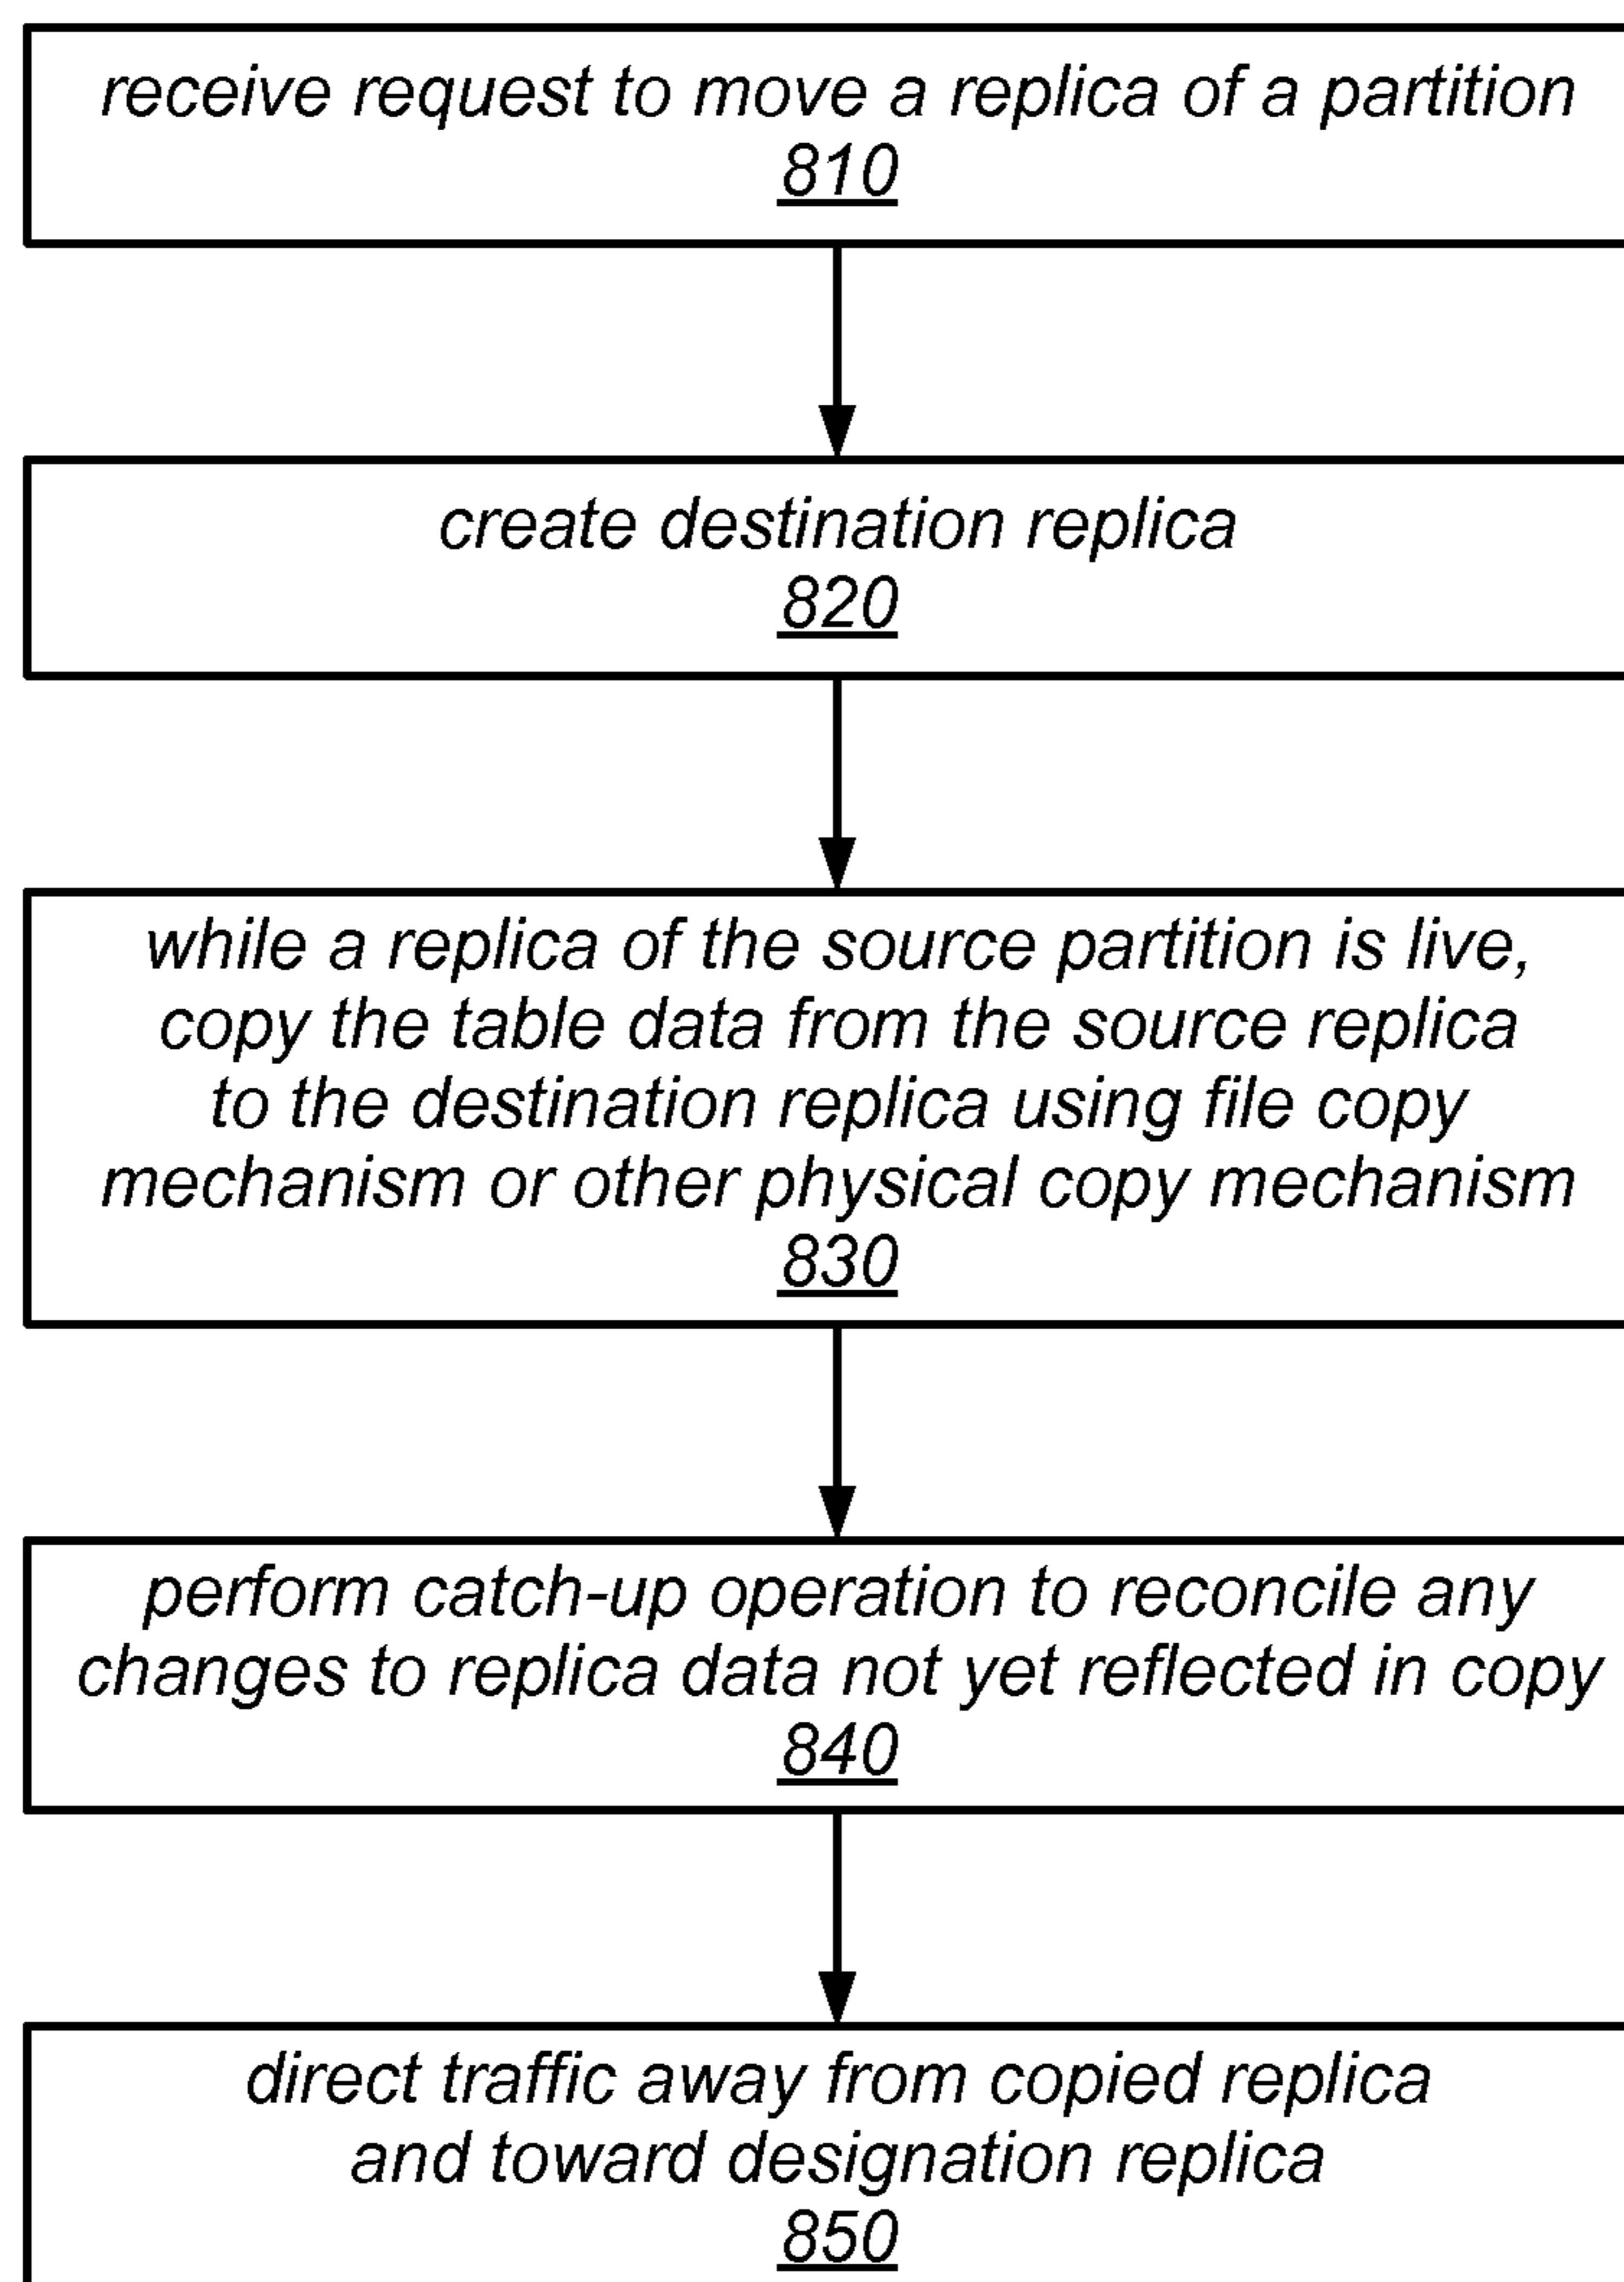 receive request to move a replica of a partition
810
create destination replica
820
while a replica of the source partition is live,
copy the table data from the source replica
to the destination replica using file copy
mechanism or other physical copy mechanism
830
perform catch-up operation to reconcile any
changes to replica data not yet reflected in copy
840
direct traffic away from copied replica
and toward designation replica
850